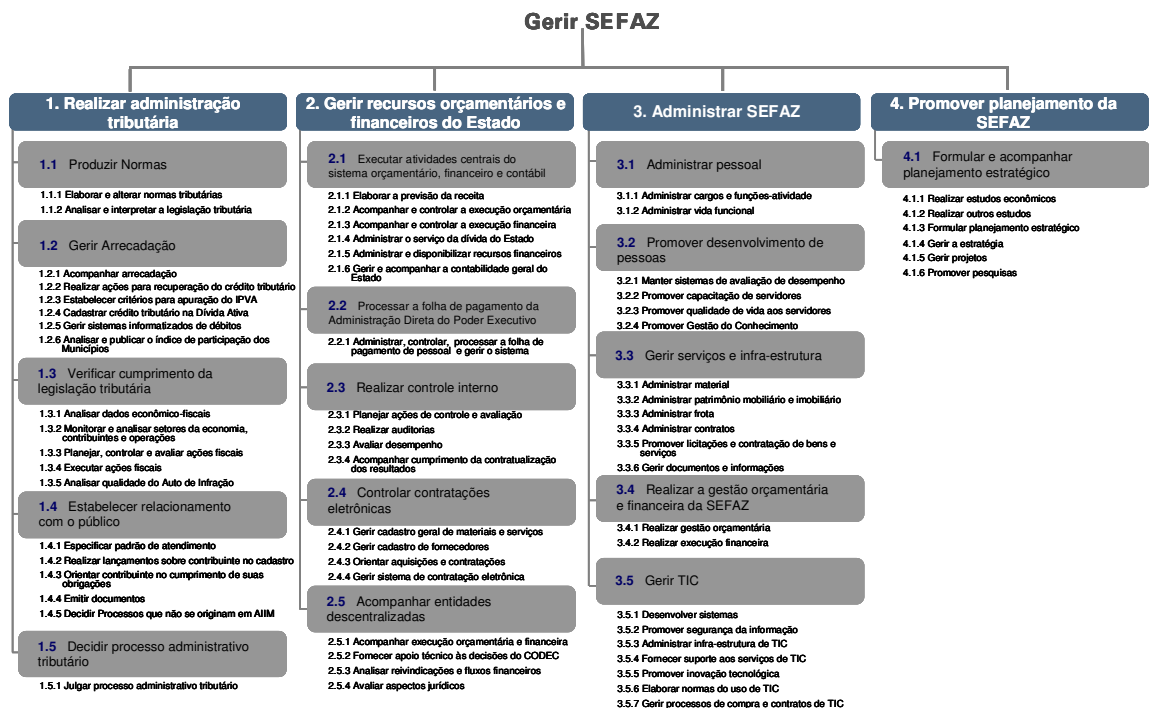 Gerir SEFAZ
1. Realizar administração
tributária
1.1 Produzir Normas
1.1.1 Elaborar e alterar normas tributárias
1.1.2 Analisar e interpretar a legislação tributária
1.2 Gerir Arrecadação
1.2.1 Acompanhar arrecadação
1.2.2 Realizar ações para recuperação do crédito tributário
1.2.3 Estabelecer critérios para apuração do IPVA
1.2.4 Cadastrar crédito tributário na Dívida Ativa
1.2.5 Gerir sistemas informatizados de débitos
1.2.6 Analisar e publicar o índice de participação dos
Municípios
1.3 Verificar cumprimento da
legislação tributária
1.3.1 Analisar dados econômico-fiscais
1.3.2 Monitorar e analisar setores da economia,
contribuintes e operações
1.3.3 Planejar, controlar e avaliar ações fiscais
1.3.4 Executar ações fiscais
1.3.5 Analisar qualidade do Auto de Infração
1.4 Estabelecer relacionamento
com o público
1.4.1 Especificar padrão de atendimento
1.4.2 Realizar lançamentos sobre contribuinte no cadastro
1.4.3 Orientar contribuinte no cumprimento de suas
obrigações
1.4.4 Emitir documentos
1.4.5 Decidir Processos que não se originam em AIIM
1.5 Decidir processo administrativo
tributário
1.5.1 Julgar processo administrativo tributário
2. Gerir recursos orçamentários e
financeiros do Estado
2.1 Executar atividades centrais do
sistema orçamentário, financeiro e contábil
2.1.1 Elaborar a previsão da receita
2.1.2 Acompanhar e controlar a execução orçamentária
2.1.3 Acompanhar e controlar a execução financeira
2.1.4 Administrar o serviço da dívida do Estado
2.1.5 Administrar e disponibilizar recursos financeiros
2.1.6 Gerir e acompanhar a contabilidade geral do
Estado
2.2 Processar a folha de pagamento da
Administração Direta do Poder Executivo
2.2.1 Administrar, controlar, processar a folha de
pagamento de pessoal e gerir o sistema
2.3 Realizar controle interno
2.3.1 Planejar ações de controle e avaliação
2.3.2 Realizar auditorias
2.3.3 Avaliar desempenho
2.3.4 Acompanhar cumprimento da contratualização
dos resultados
2.4 Controlar contratações
eletrônicas
2.4.1 Gerir cadastro geral de materiais e serviços
2.4.2 Gerir cadastro de fornecedores
2.4.3 Orientar aquisições e contratações
2.4.4 Gerir sistema de contratação eletrônica
2.5 Acompanhar entidades
descentralizadas
2.5.1 Acompanhar execução orçamentária e financeira
2.5.2 Fornecer apoio técnico às decisões do CODEC
2.5.3 Analisar reivindicações e fluxos financeiros
2.5.4 Avaliar aspectos jurídicos
3. Administrar SEFAZ
3.1 Administrar pessoal
3.1.1 Administrar cargos e funções-atividade
3.1.2 Administrar vida funcional
3.2 Promover desenvolvimento de
pessoas
3.2.1 Manter sistemas de avaliação de desempenho
3.2.2 Promover capacitação de servidores
3.2.3 Promover qualidade de vida aos servidores
3.2.4 Promover Gestão do Conhecimento
3.3 Gerir serviços e infra-estrutura
3.3.1 Administrar material
3.3.2 Administrar patrimônio mobiliário e imobiliário
3.3.3 Administrar frota
3.3.4 Administrar contratos
3.3.5 Promover licitações e contratação de bens e
serviços
3.3.6 Gerir documentos e informações
3.4 Realizar a gestão orçamentária
e financeira da SEFAZ
3.4.1 Realizar gestão orçamentária
3.4.2 Realizar execução financeira
3.5 Gerir TIC
3.5.1 Desenvolver sistemas
3.5.2 Promover segurança da informação
3.5.3 Administrar infra-estrutura de TIC
3.5.4 Fornecer suporte aos serviços de TIC
3.5.5 Promover inovação tecnológica
3.5.6 Elaborar normas do uso de TIC
3.5.7 Gerir processos de compra e contratos de TIC
4. Promover planejamento da
SEFAZ
4.1 Formular e acompanhar
planejamento estratégico
4.1.1 Realizar estudos econômicos
4.1.2 Realizar outros estudos
4.1.3 Formular planejamento estratégico
4.1.4 Gerir a estratégia
4.1.5 Gerir projetos
4.1.6 Promover pesquisas